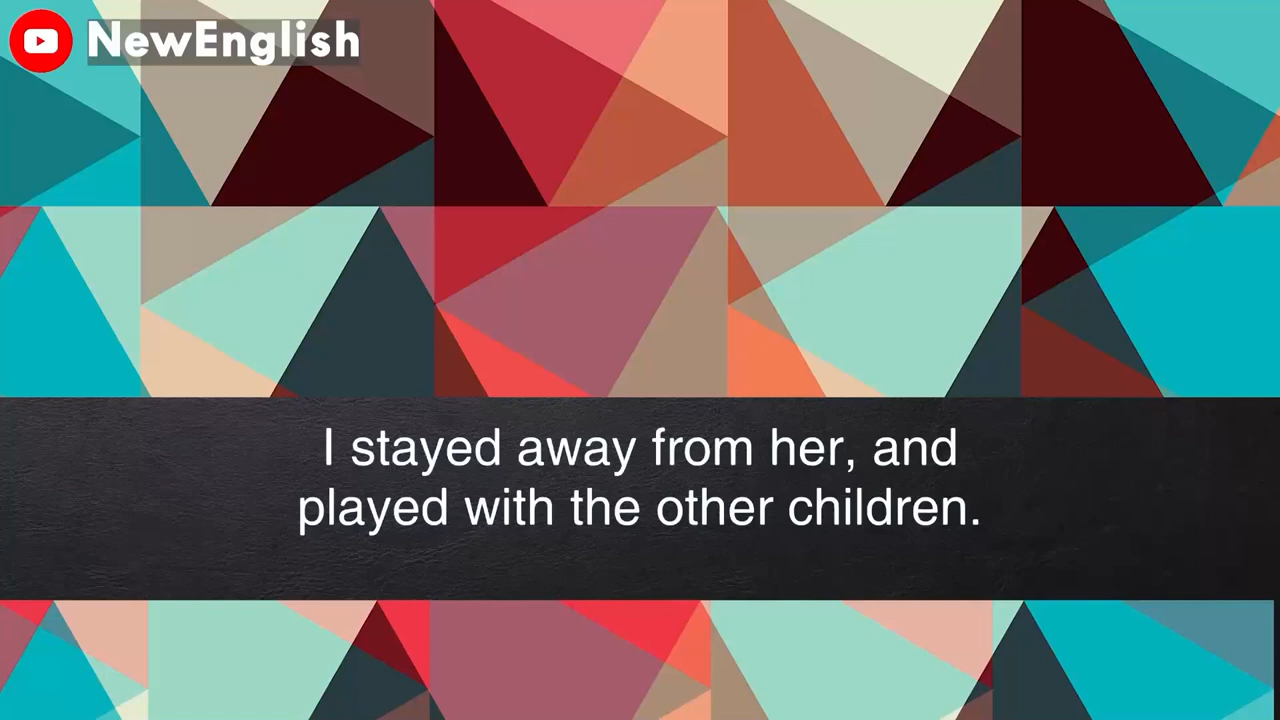 NewEnglish
I stayed away from her, and
played with the other children.